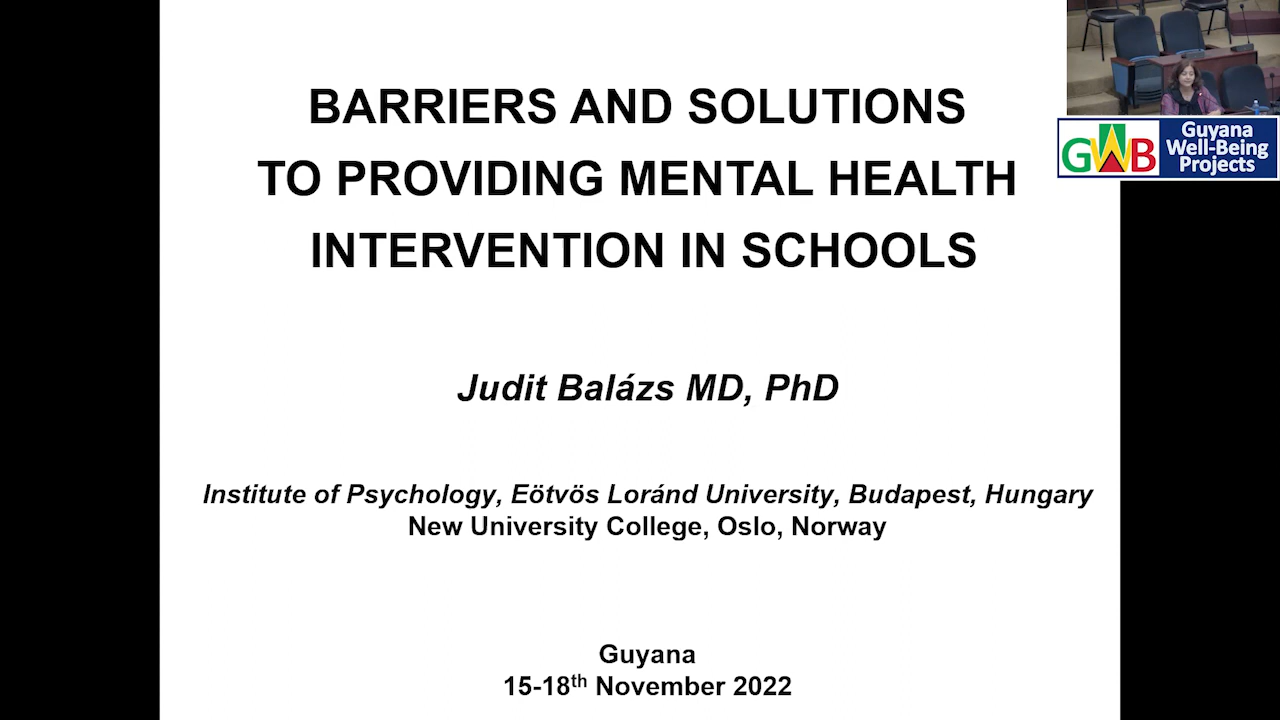 BARRIERS AND SOLUTIONS
TO PROVIDING MENTAL HEALTH
INTERVENTION IN SCHOOLS
Judit Balázs MD, PhD
Institute of Psychology, Eötvös Loránd University, Budapest, Hungary
New University College, Oslo, Norway
Guyana
15-18th November 2022
GWB
Guyana
Well-Being
Projects